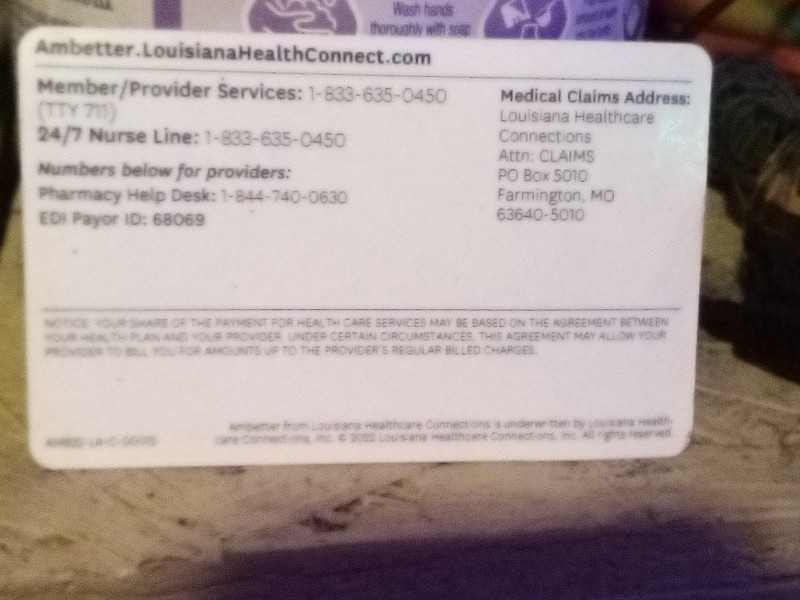 Wash hands
thoroughly with soap
Ambetter.LouisianaHealthConnect.com
Member/Provider Services: 1-833-635-0450
(TTY 711)
24/7 Nurse Line: 1-833-635-0450
Numbers below for providers:
Pharmacy Help Desk: 1-844-740-0630
EDI Payor ID: 68069
Medical Claims Address:
Louisiana Healthcare
Connections
Attn: CLAIMS
PO Box 5010
Farmington, MO
63640-5010
NOTICE: YOUR SHARE OF THE PAYMENT FOR HEALTH CARE SERVICES MAY BE BASED ON THE AGREEMENT BETWEEN
YOUR HEALTH PLAN AND YOUR PROVIDER. UNDER CERTAIN CIRCUMSTANCES, THIS AGREEMENT MAY ALLOW YOUR
PROVIDER TO BILL YOU FOR AMOUNTS UP TO THE PROVIDER'S REGULAR BILLED CHARGES.
Ambetter from Louisiana Healthcare Connections is underwritten by Louisiana Health-
care Connections, Inc. © 2022 Louisiana Healthcare Connections, Inc. All rights reserved.